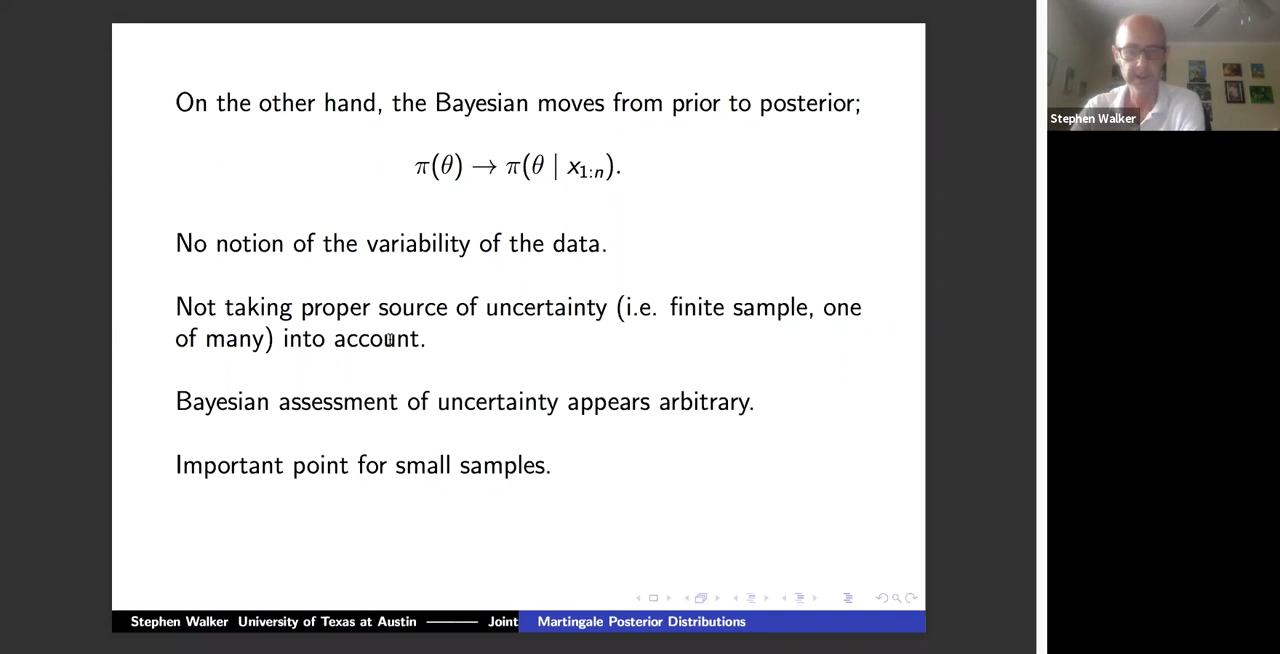 On the other hand, the Bayesian moves from prior to posterior;
π(θ) → π(θ | x₁:ₙ).
No notion of the variability of the data.
Not taking proper source of uncertainty (i.e. finite sample, one
of many) into account.
Bayesian assessment of uncertainty appears arbitrary.
Important point for small samples.
Stephen Walker University of Texas at Austin ——— Joint
Martingale Posterior Distributions
Stephen Walker